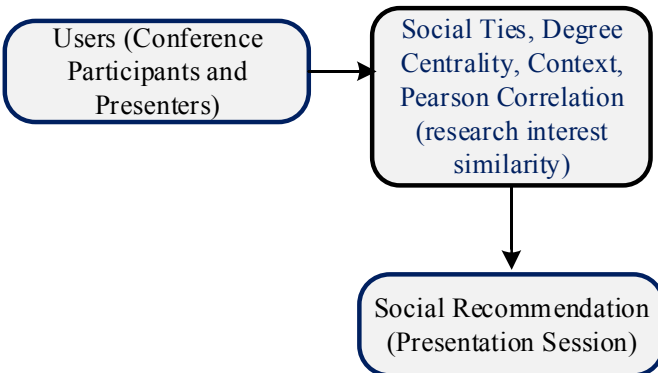 Users (Conference
Participants and
Presenters)
Social Ties, Degree
Centrality, Context,
Pearson Correlation
(research interest
similarity)
Social Recommendation
(Presentation Session)